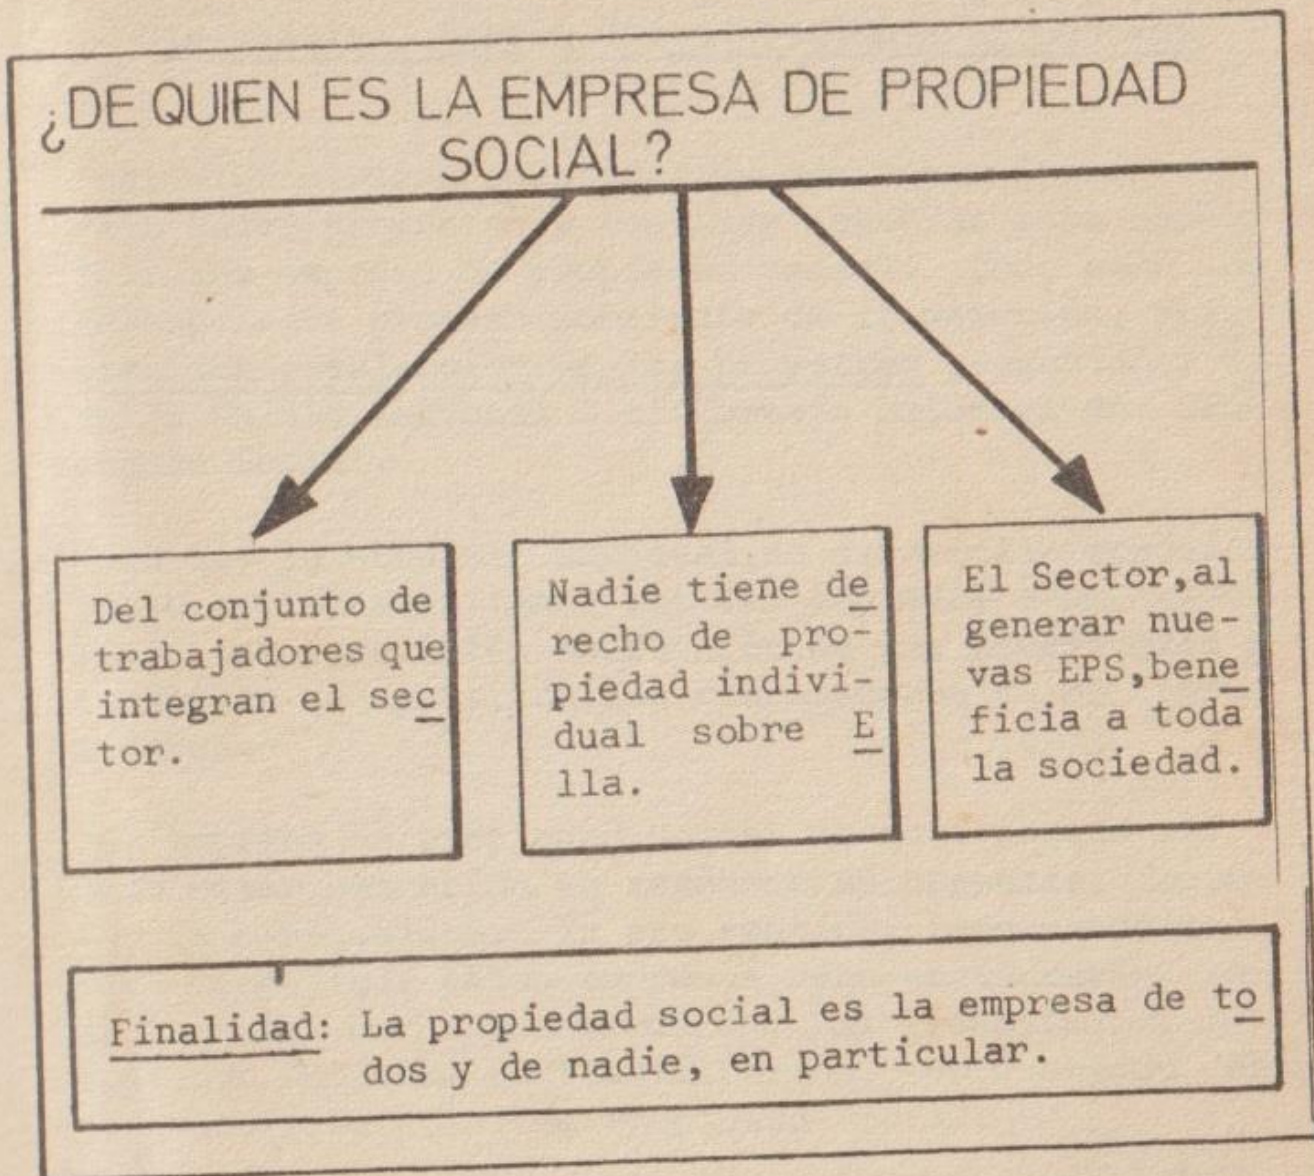 ¿DE QUIEN ES LA EMPRESA DE PROPIEDAD
SOCIAL?
Del conjunto de
trabajadores que
integran el sec
tor.
Nadie tiene de
recho de pro-
piedad indivi-
dual sobre E
lla.
El Sector,al
generar nue-
vas EPS,bene
ficia a toda
la sociedad.
Finalidad: La propiedad social es la empresa de to
dos y de nadie, en particular.